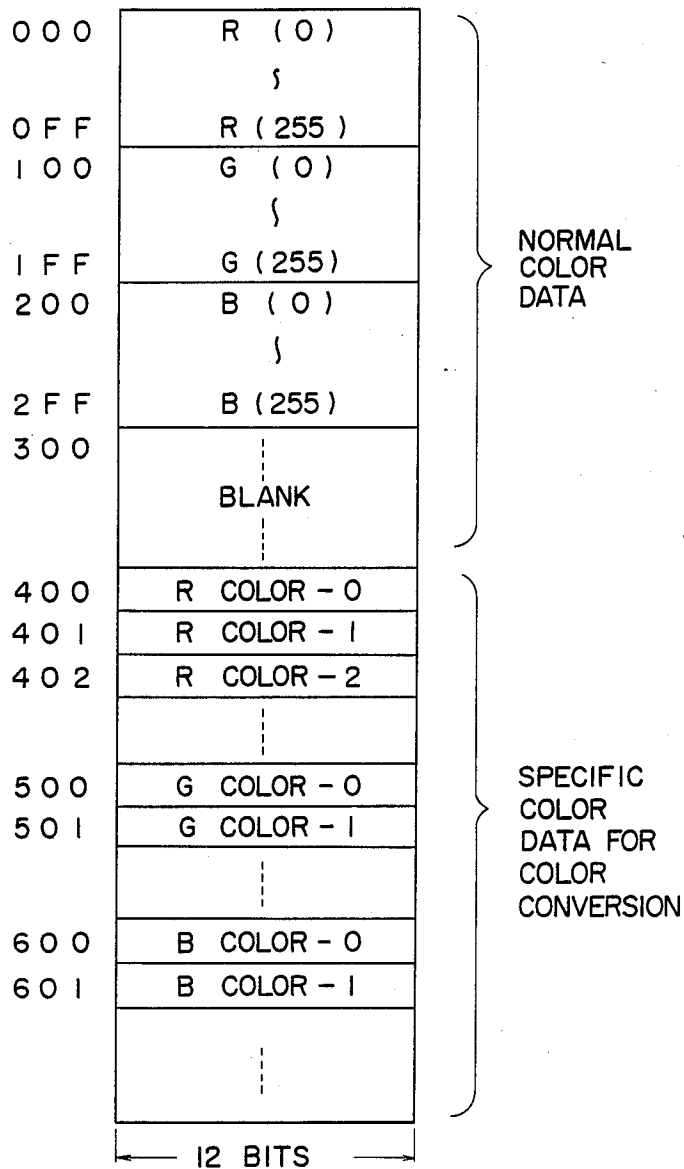 000 R (0)
0FF R (255)
100 G (0)
1FF G (255)
200 B (0)
2FF B (255)
300
BLANK
NORMAL
COLOR
DATA
400 R COLOR-0
401 R COLOR-1
402 R COLOR-2
500 G COLOR-0
501 G COLOR-1
600 B COLOR-0
601 B COLOR-1
SPECIFIC
COLOR
DATA FOR
COLOR
CONVERSION
12 BITS